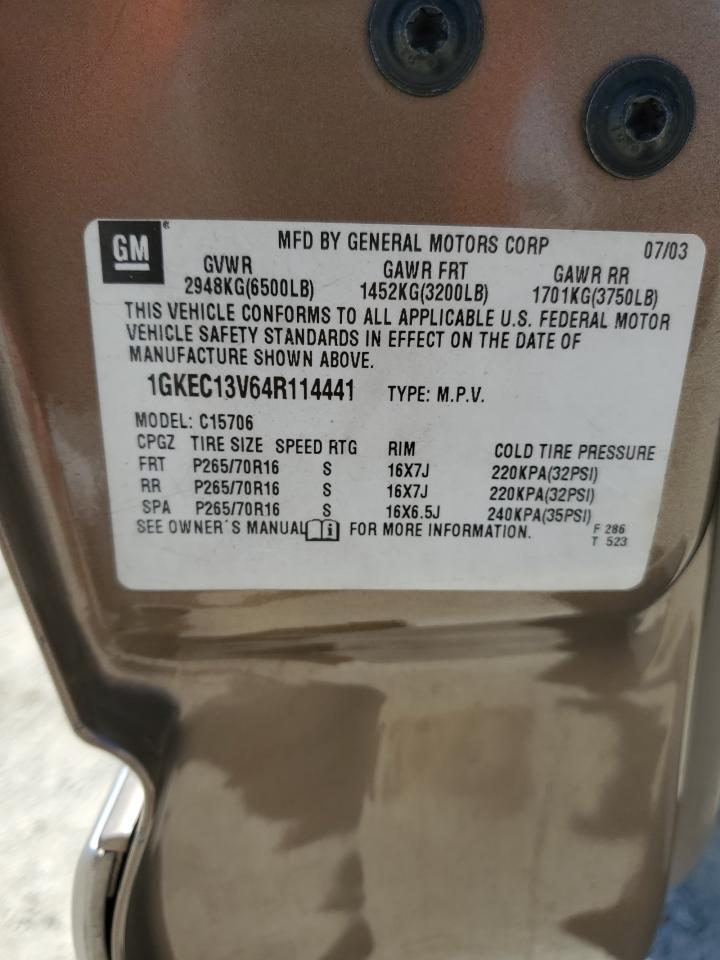 GM®
MFD BY GENERAL MOTORS CORP 07/03
GVWR GAWR FRT GAWR RR
2948KG(6500LB) 1452KG(3200LB) 1701KG(3750LB)
THIS VEHICLE CONFORMS TO ALL APPLICABLE U.S. FEDERAL MOTOR
VEHICLE SAFETY STANDARDS IN EFFECT ON THE DATE OF
MANUFACTURE SHOWN ABOVE.
1GKEC13V64R114441 TYPE: M.P.V.
MODEL: C15706
CPGZ TIRE SIZE SPEED RTG RIM COLD TIRE PRESSURE
FRT P265/70R16 S 16X7J 220KPA(32PSI)
RR P265/70R16 S 16X7J 220KPA(32PSI)
SPA P265/70R16 S 16X6.5J 240KPA(35PSI)
SEE OWNER'S MANUAL i FOR MORE INFORMATION.
F 286
T 523